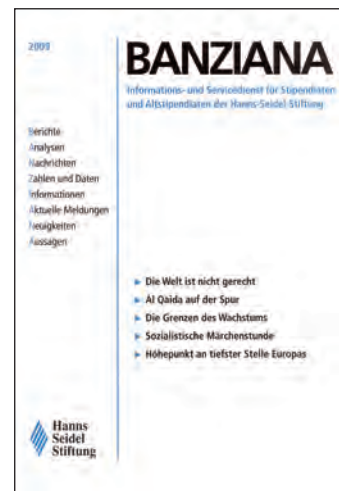 2009
BANZIANA
Informations- und Servicedienst für Stipendiaten
und Altstipendiaten der Hanns-Seidel Stiftung
Berichte
Analysen
Nachrichten
Zahlen und Daten
Informationen
Aktuelle Meldungen
Neuigkeiten
Aussagen
Die Welt ist nicht gerecht
Al Qaida auf der Spur
Die Grenzen des Wachstums
Sozialistische Märchenstunde
Höhepunkt an tiefster Stelle Europas
Hanns
Seidel
Stiftung